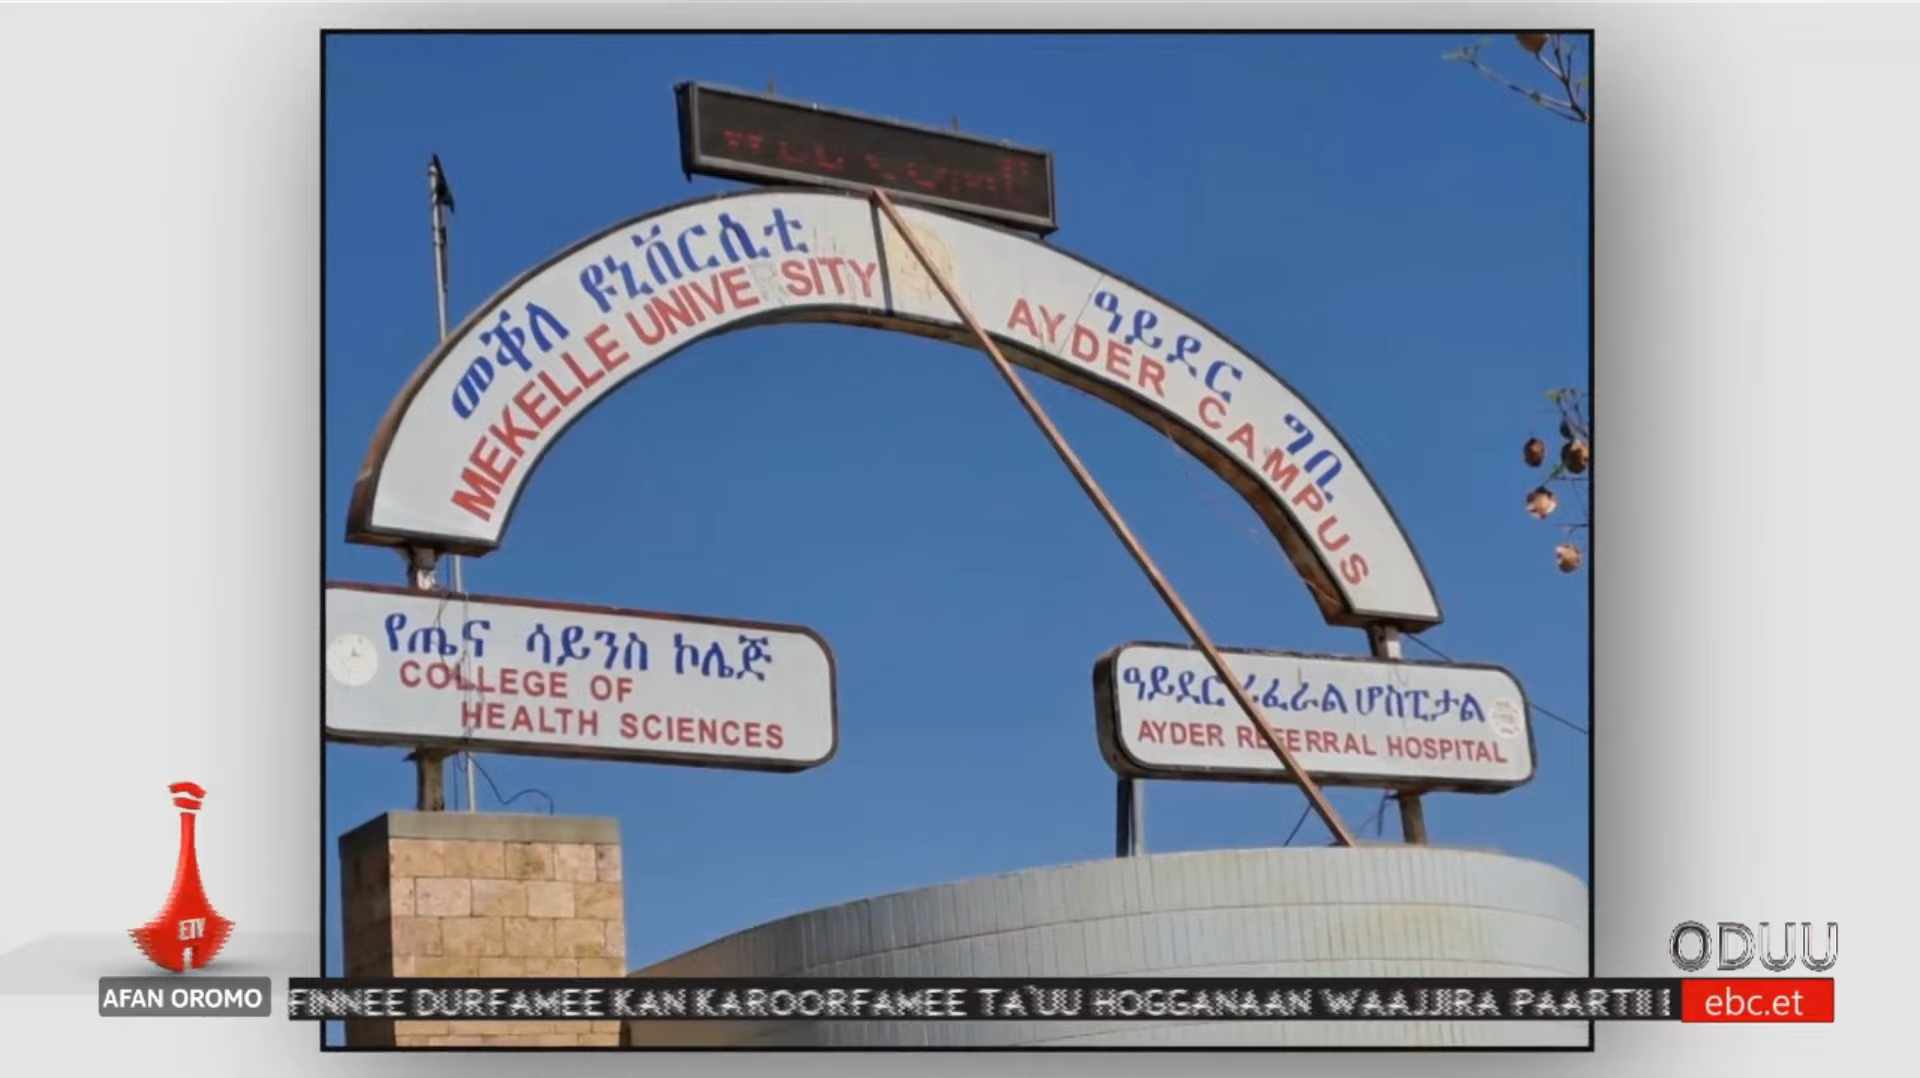 መቐለ ዩኒቨርሲቲ
MEKELLE UNIVERSITY
ዓይደር ግቢ
AYDER CAMPUS
የጤና ሳይንስ ኮሌጅ
COLLEGE OF
HEALTH SCIENCES
ዓይደር ሪፈራል ሆስፒታል
AYDER REFERRAL HOSPITAL
ETV
ODUU
AFAN OROMO
FINNEE DURFAMEE KAN KAROORFAMEE TA'UU HOGGANAAN WAAJJIRA PAARTII
ebc.et